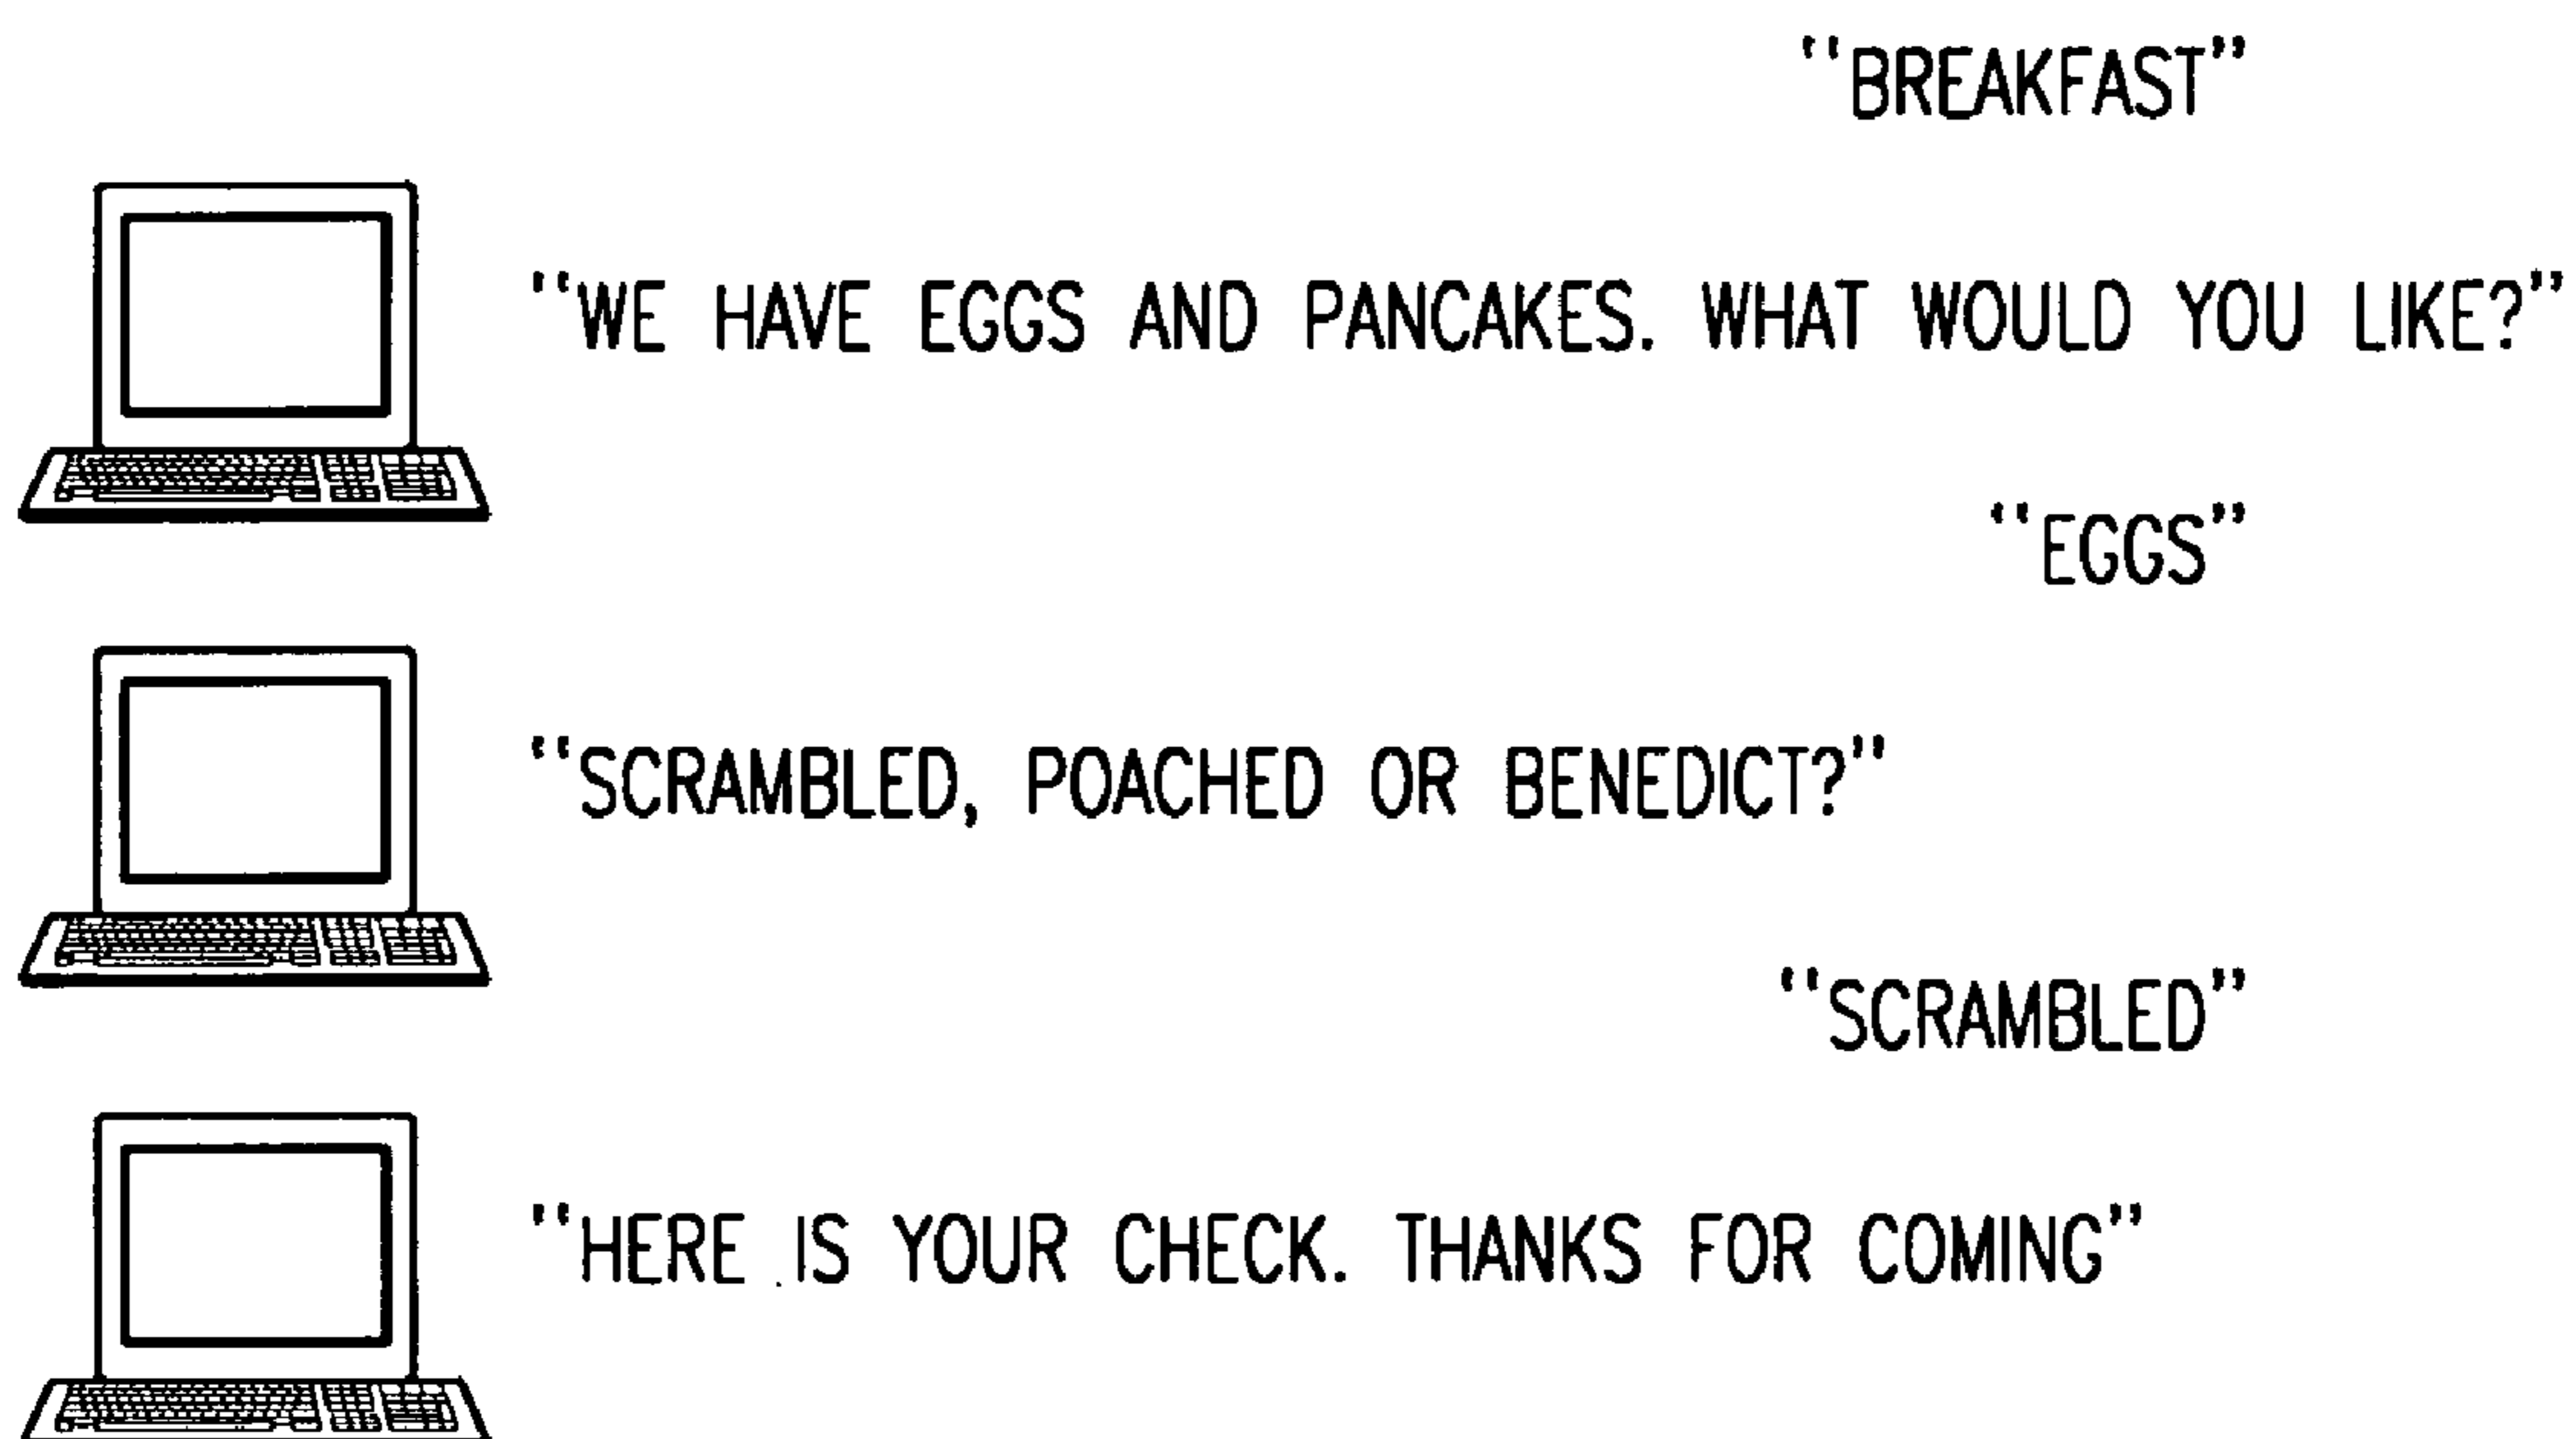 "BREAKFAST"
"WE HAVE EGGS AND PANCAKES. WHAT WOULD YOU LIKE?"
"EGGS"
"SCRAMBLED, POACHED OR BENEDICT?"
"SCRAMBLED"
"HERE IS YOUR CHECK. THANKS FOR COMING"